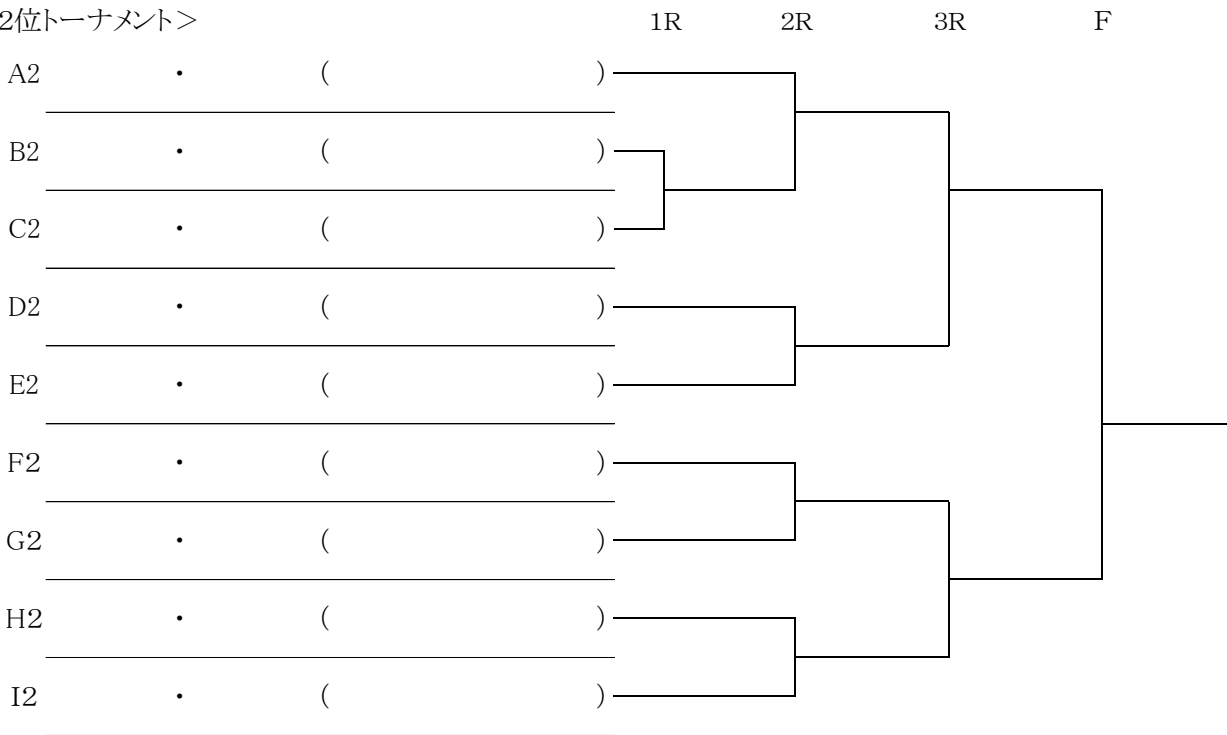 2位トーナメント＞ 1R 2R 3R F
A2 ・ ( )
B2 ・ ( )
C2 ・ ( )
D2 ・ ( )
E2 ・ ( )
F2 ・ ( )
G2 ・ ( )
H2 ・ ( )
I2 ・ ( )